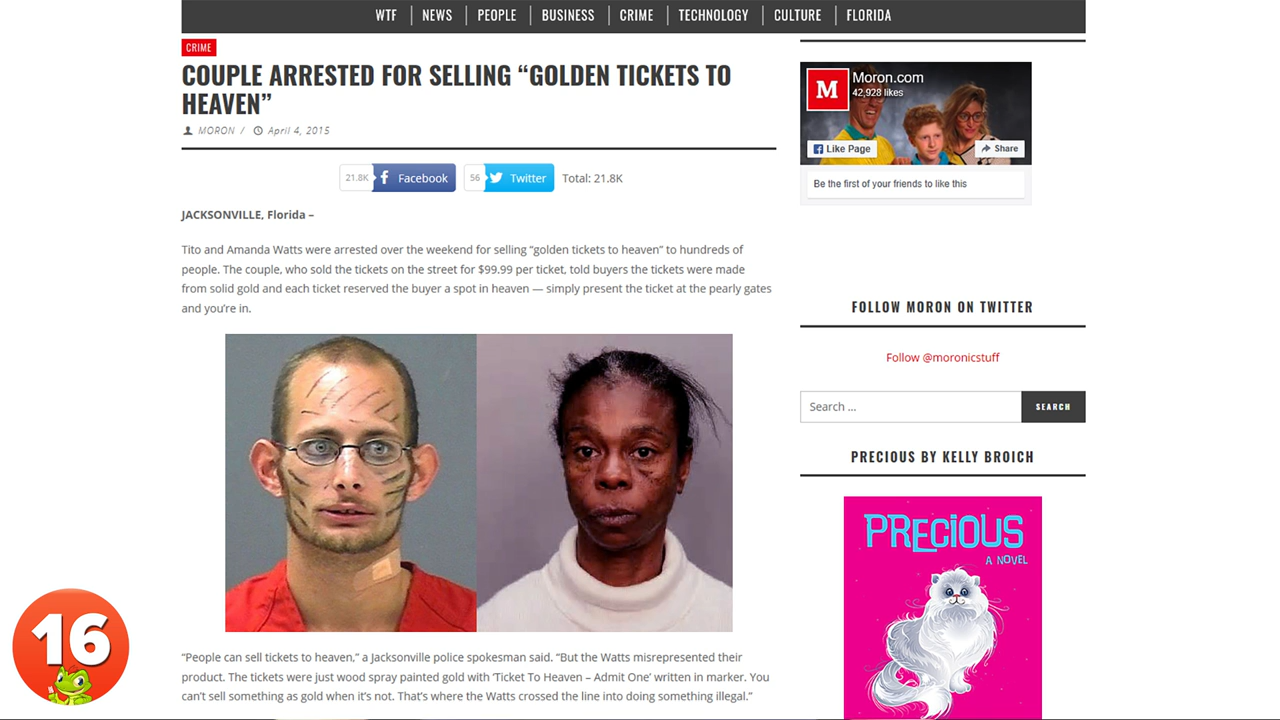 WTF NEWS PEOPLE BUSINESS CRIME TECHNOLOGY CULTURE FLORIDA
CRIME
COUPLE ARRESTED FOR SELLING “GOLDEN TICKETS TO
HEAVEN”
MORON / April 4, 2015
21.8K Facebook 56 Twitter Total: 21.8K
JACKSONVILLE, Florida –
Tito and Amanda Watts were arrested over the weekend for selling “golden tickets to heaven” to hundreds of
people. The couple, who sold the tickets on the street for $99.99 per ticket, told buyers the tickets were made
from solid gold and each ticket reserved the buyer a spot in heaven — simply present the ticket at the pearly gates
and you’re in.
“People can sell tickets to heaven,” a Jacksonville police spokesman said. “But the Watts misrepresented their
product. The tickets were just wood spray painted gold with ‘Ticket To Heaven – Admit One’ written in marker. You
can’t sell something as gold when it’s not. That’s where the Watts crossed the line into doing something illegal.”
M
Moron.com
42,928 likes
Like Page Share
Be the first of your friends to like this
FOLLOW MORON ON TWITTER
Follow @moronicstuff
Search ... SEARCH
PRECIOUS BY KELLY BROICH
PRECIOUS
A NOVEL
16